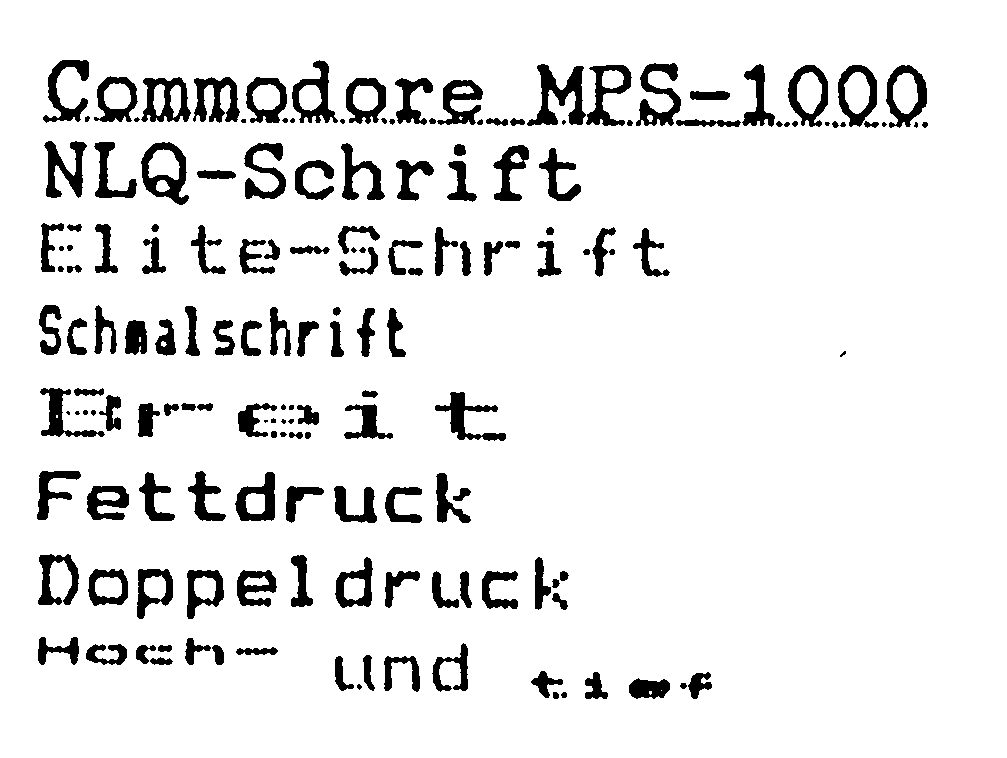 Commodore MPS-1000
NLQ-Schrift
Elite-Schrift
Schmalschrift
Breit
Fettdruck
Doppeldruck
Hoch- und tief